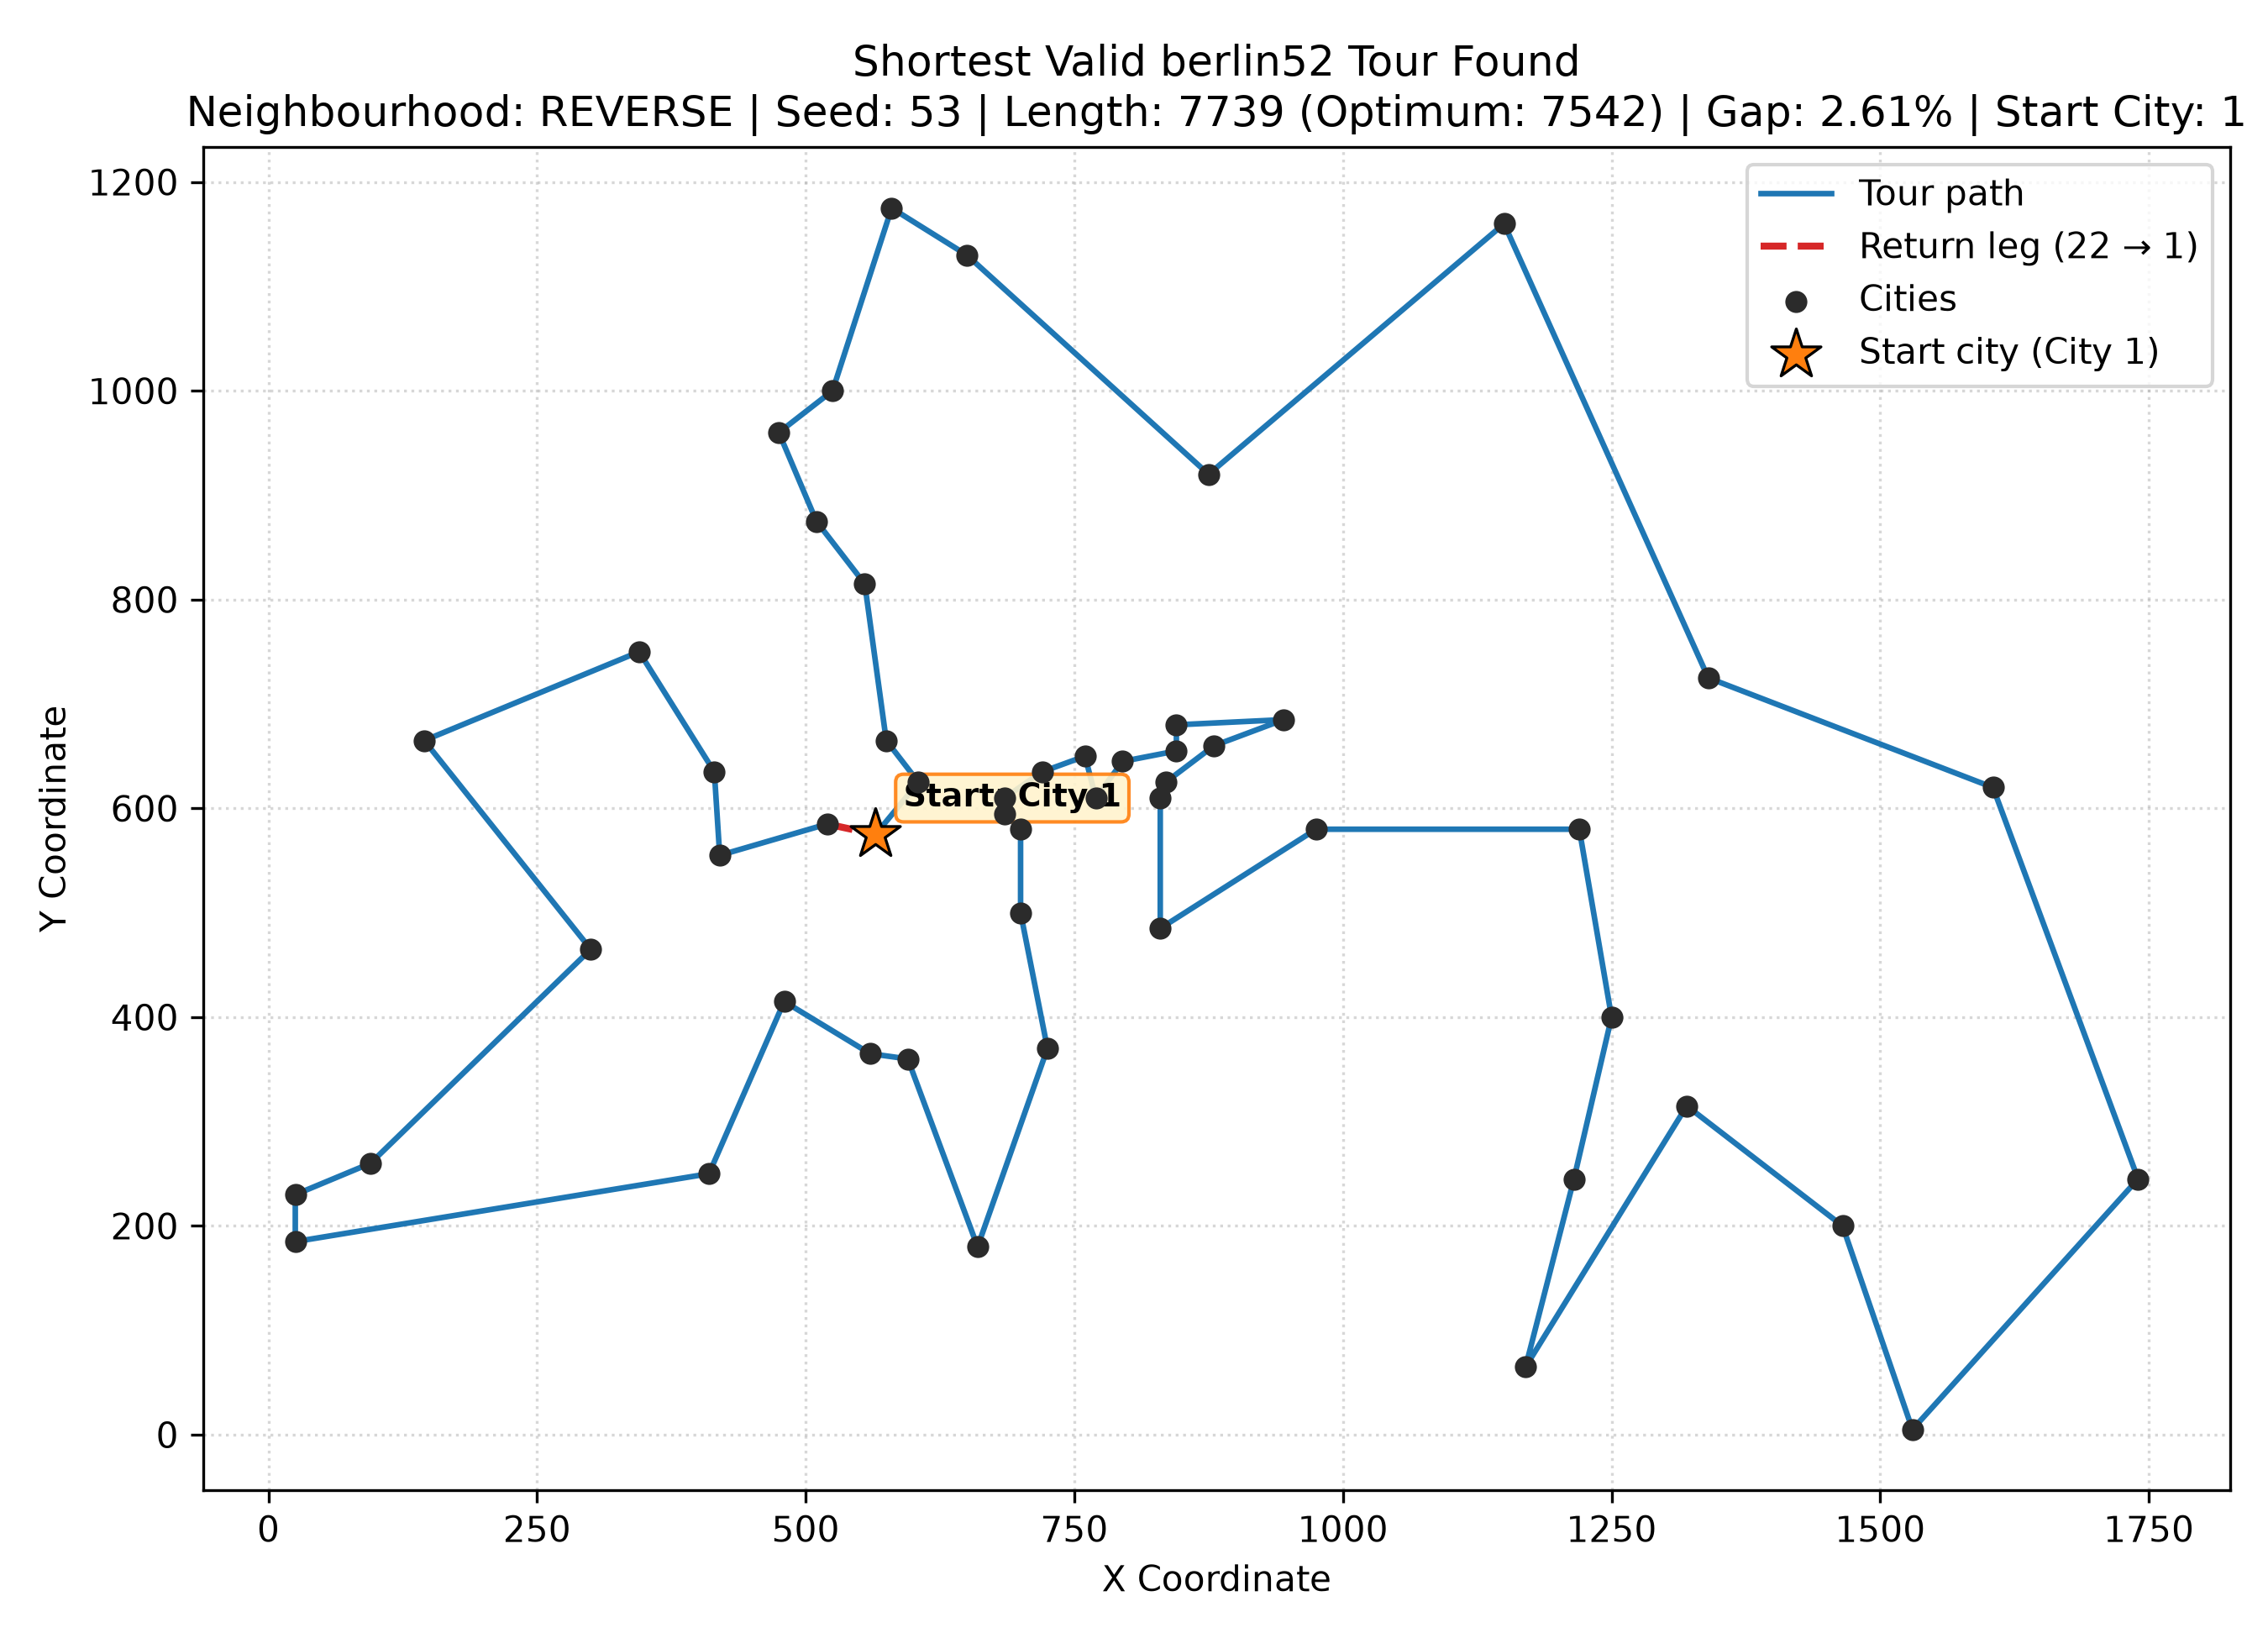 Shortest Valid berlin52 Tour Found
Neighbourhood: REVERSE | Seed: 53 | Length: 7739 (Optimum: 7542) | Gap: 2.61% | Start City: 1
1200
1000
800
600
400
200
0
Y Coordinate
Tour path
Return leg (22 → 1)
Cities
Start city (City 1)
Start: City 1
0 250 500 750 1000 1250 1500 1750
X Coordinate